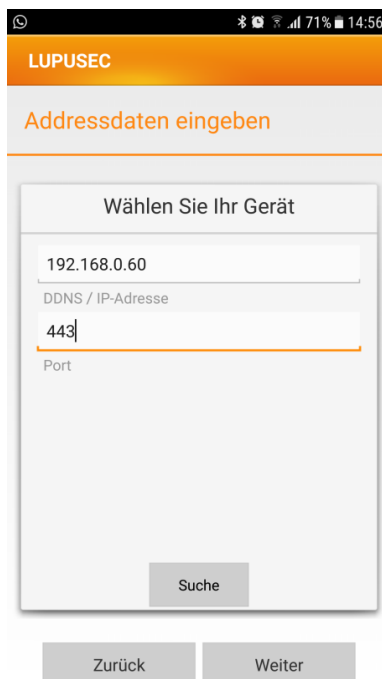 71% 14:56
LUPUSEC
Addressdaten eingeben
Wählen Sie Ihr Gerät
192.168.0.60
DDNS / IP-Adresse
443
Port
Suche
Zurück Weiter